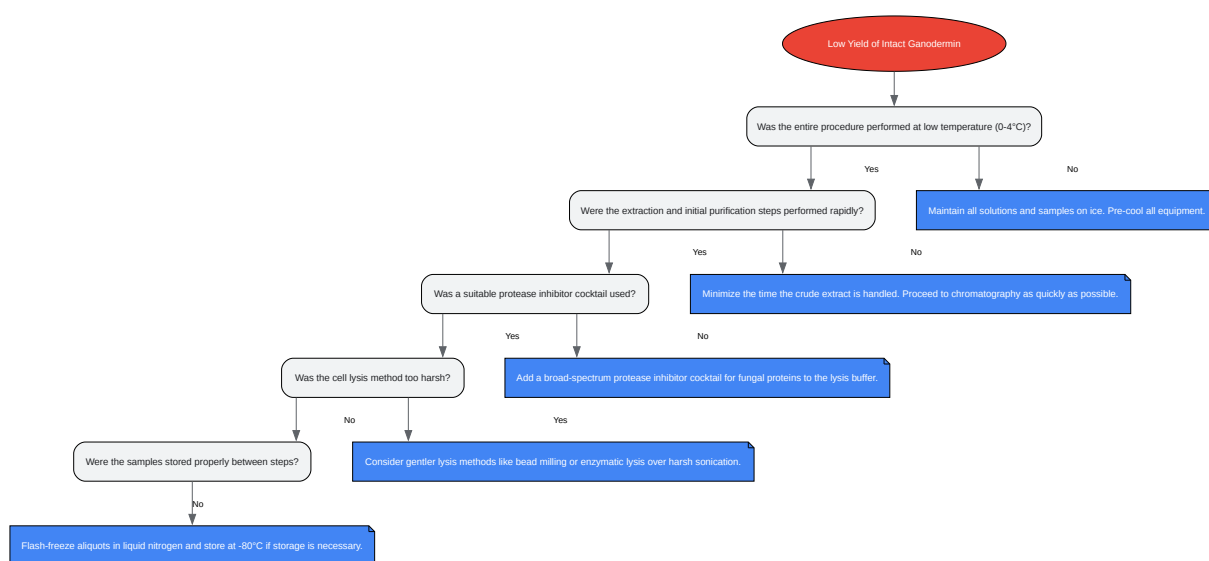 Low Yield of Intact Ganodermin
Was the entire procedure performed at low temperature (0-4°C)?
Yes
No
Were the extraction and initial purification steps performed rapidly?
Maintain all solutions and samples on ice. Pre-cool all equipment.
Yes
No
Was a suitable protease inhibitor cocktail used?
Minimize the time the crude extract is handled. Proceed to chromatography as quickly as possible.
Yes
No
Was the cell lysis method too harsh?
Add a broad-spectrum protease inhibitor cocktail for fungal proteins to the lysis buffer.
No
Yes
Were the samples stored properly between steps?
Consider gentler lysis methods like bead milling or enzymatic lysis over harsh sonication.
No
Flash-freeze aliquots in liquid nitrogen and store at -80°C if storage is necessary.